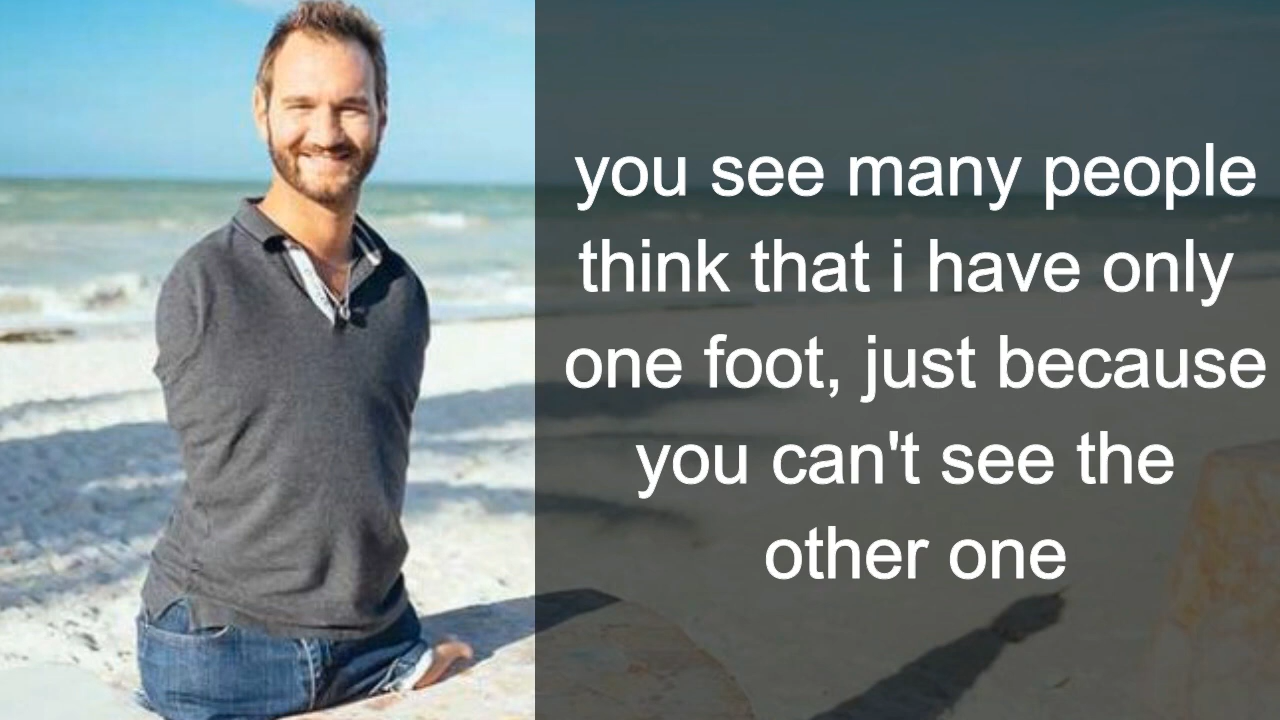 you see many people
think that i have only
one foot, just because
you can't see the
other one